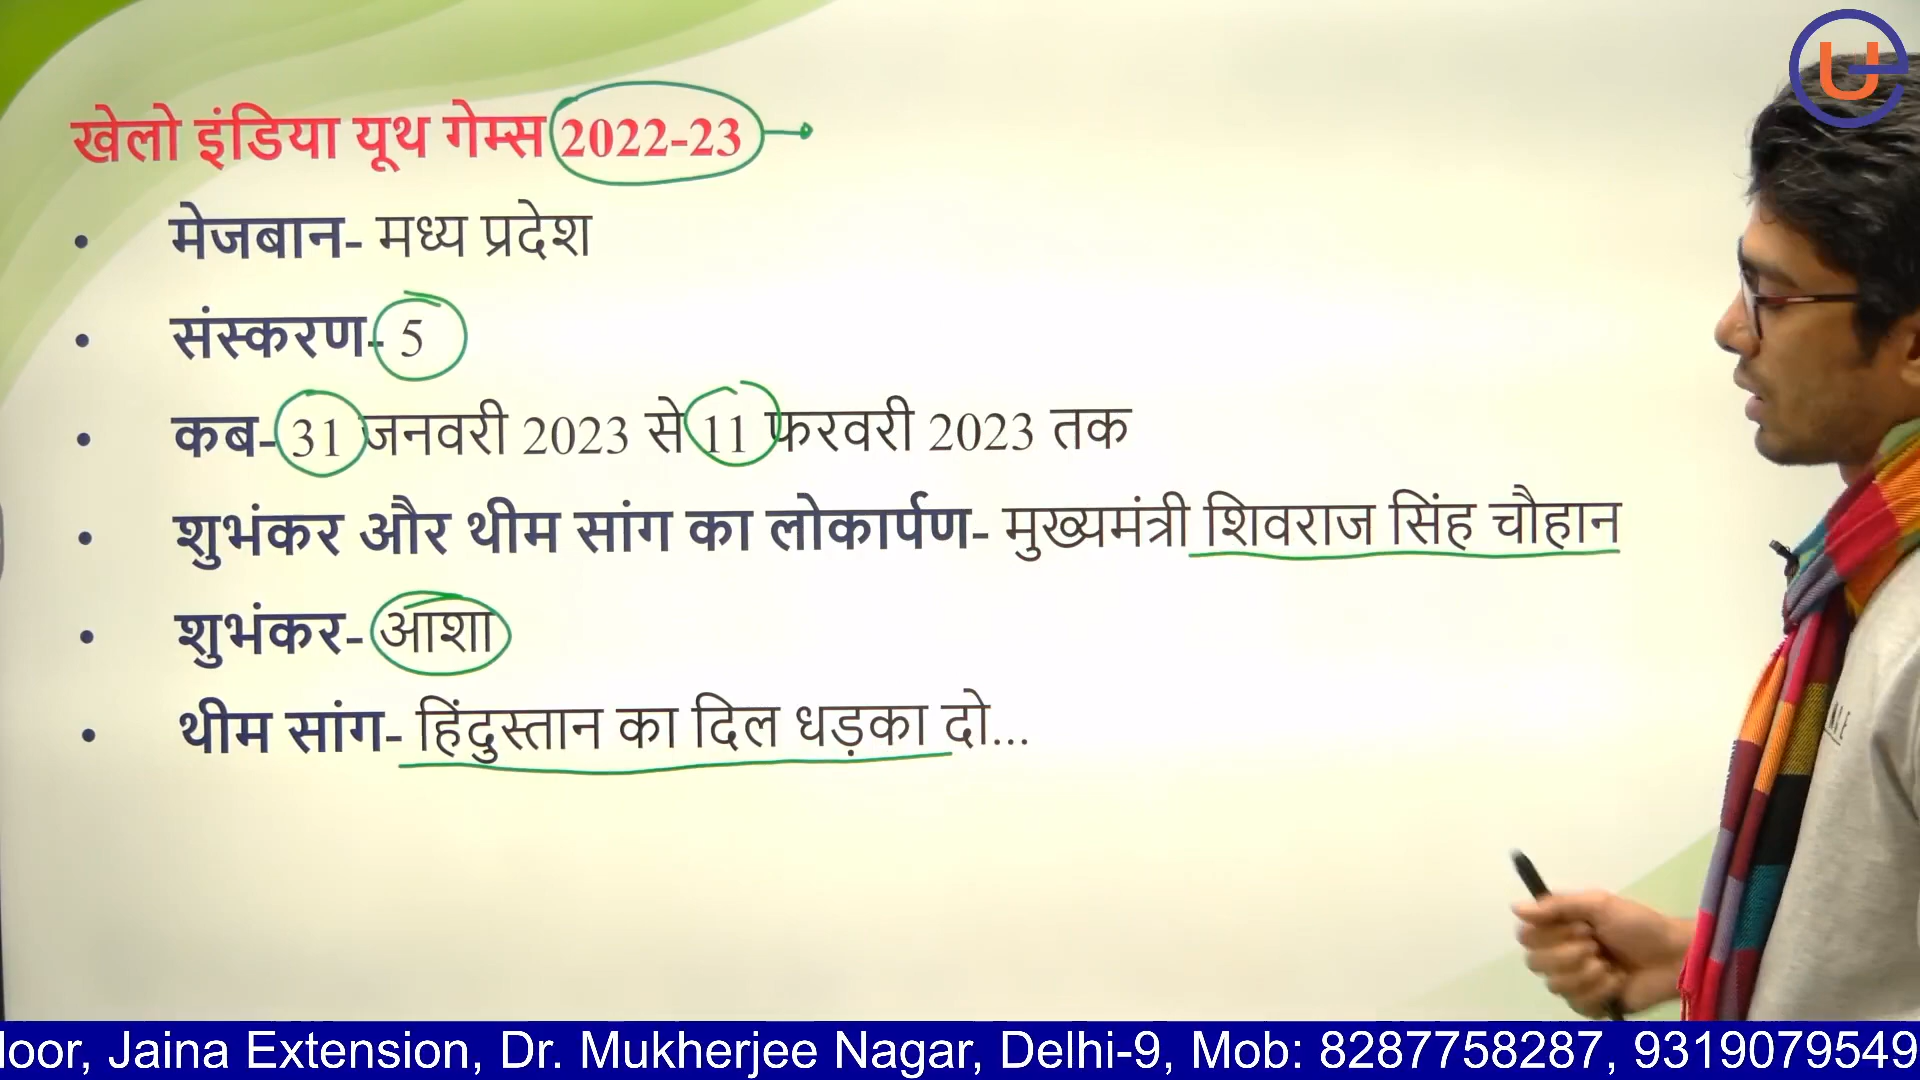 खेलो इंडिया यूथ गेम्स 2022-23
• मेजबान- मध्य प्रदेश
• संस्करण- 5
• कब- 31 जनवरी 2023 से 11 फरवरी 2023 तक
• शुभंकर और थीम सांग का लोकार्पण- मुख्यमंत्री शिवराज सिंह चौहान
• शुभंकर- आशा
• थीम सांग- हिंदुस्तान का दिल धड़का दो...
loor, Jaina Extension, Dr. Mukherjee Nagar, Delhi-9, Mob: 8287758287, 9319079549